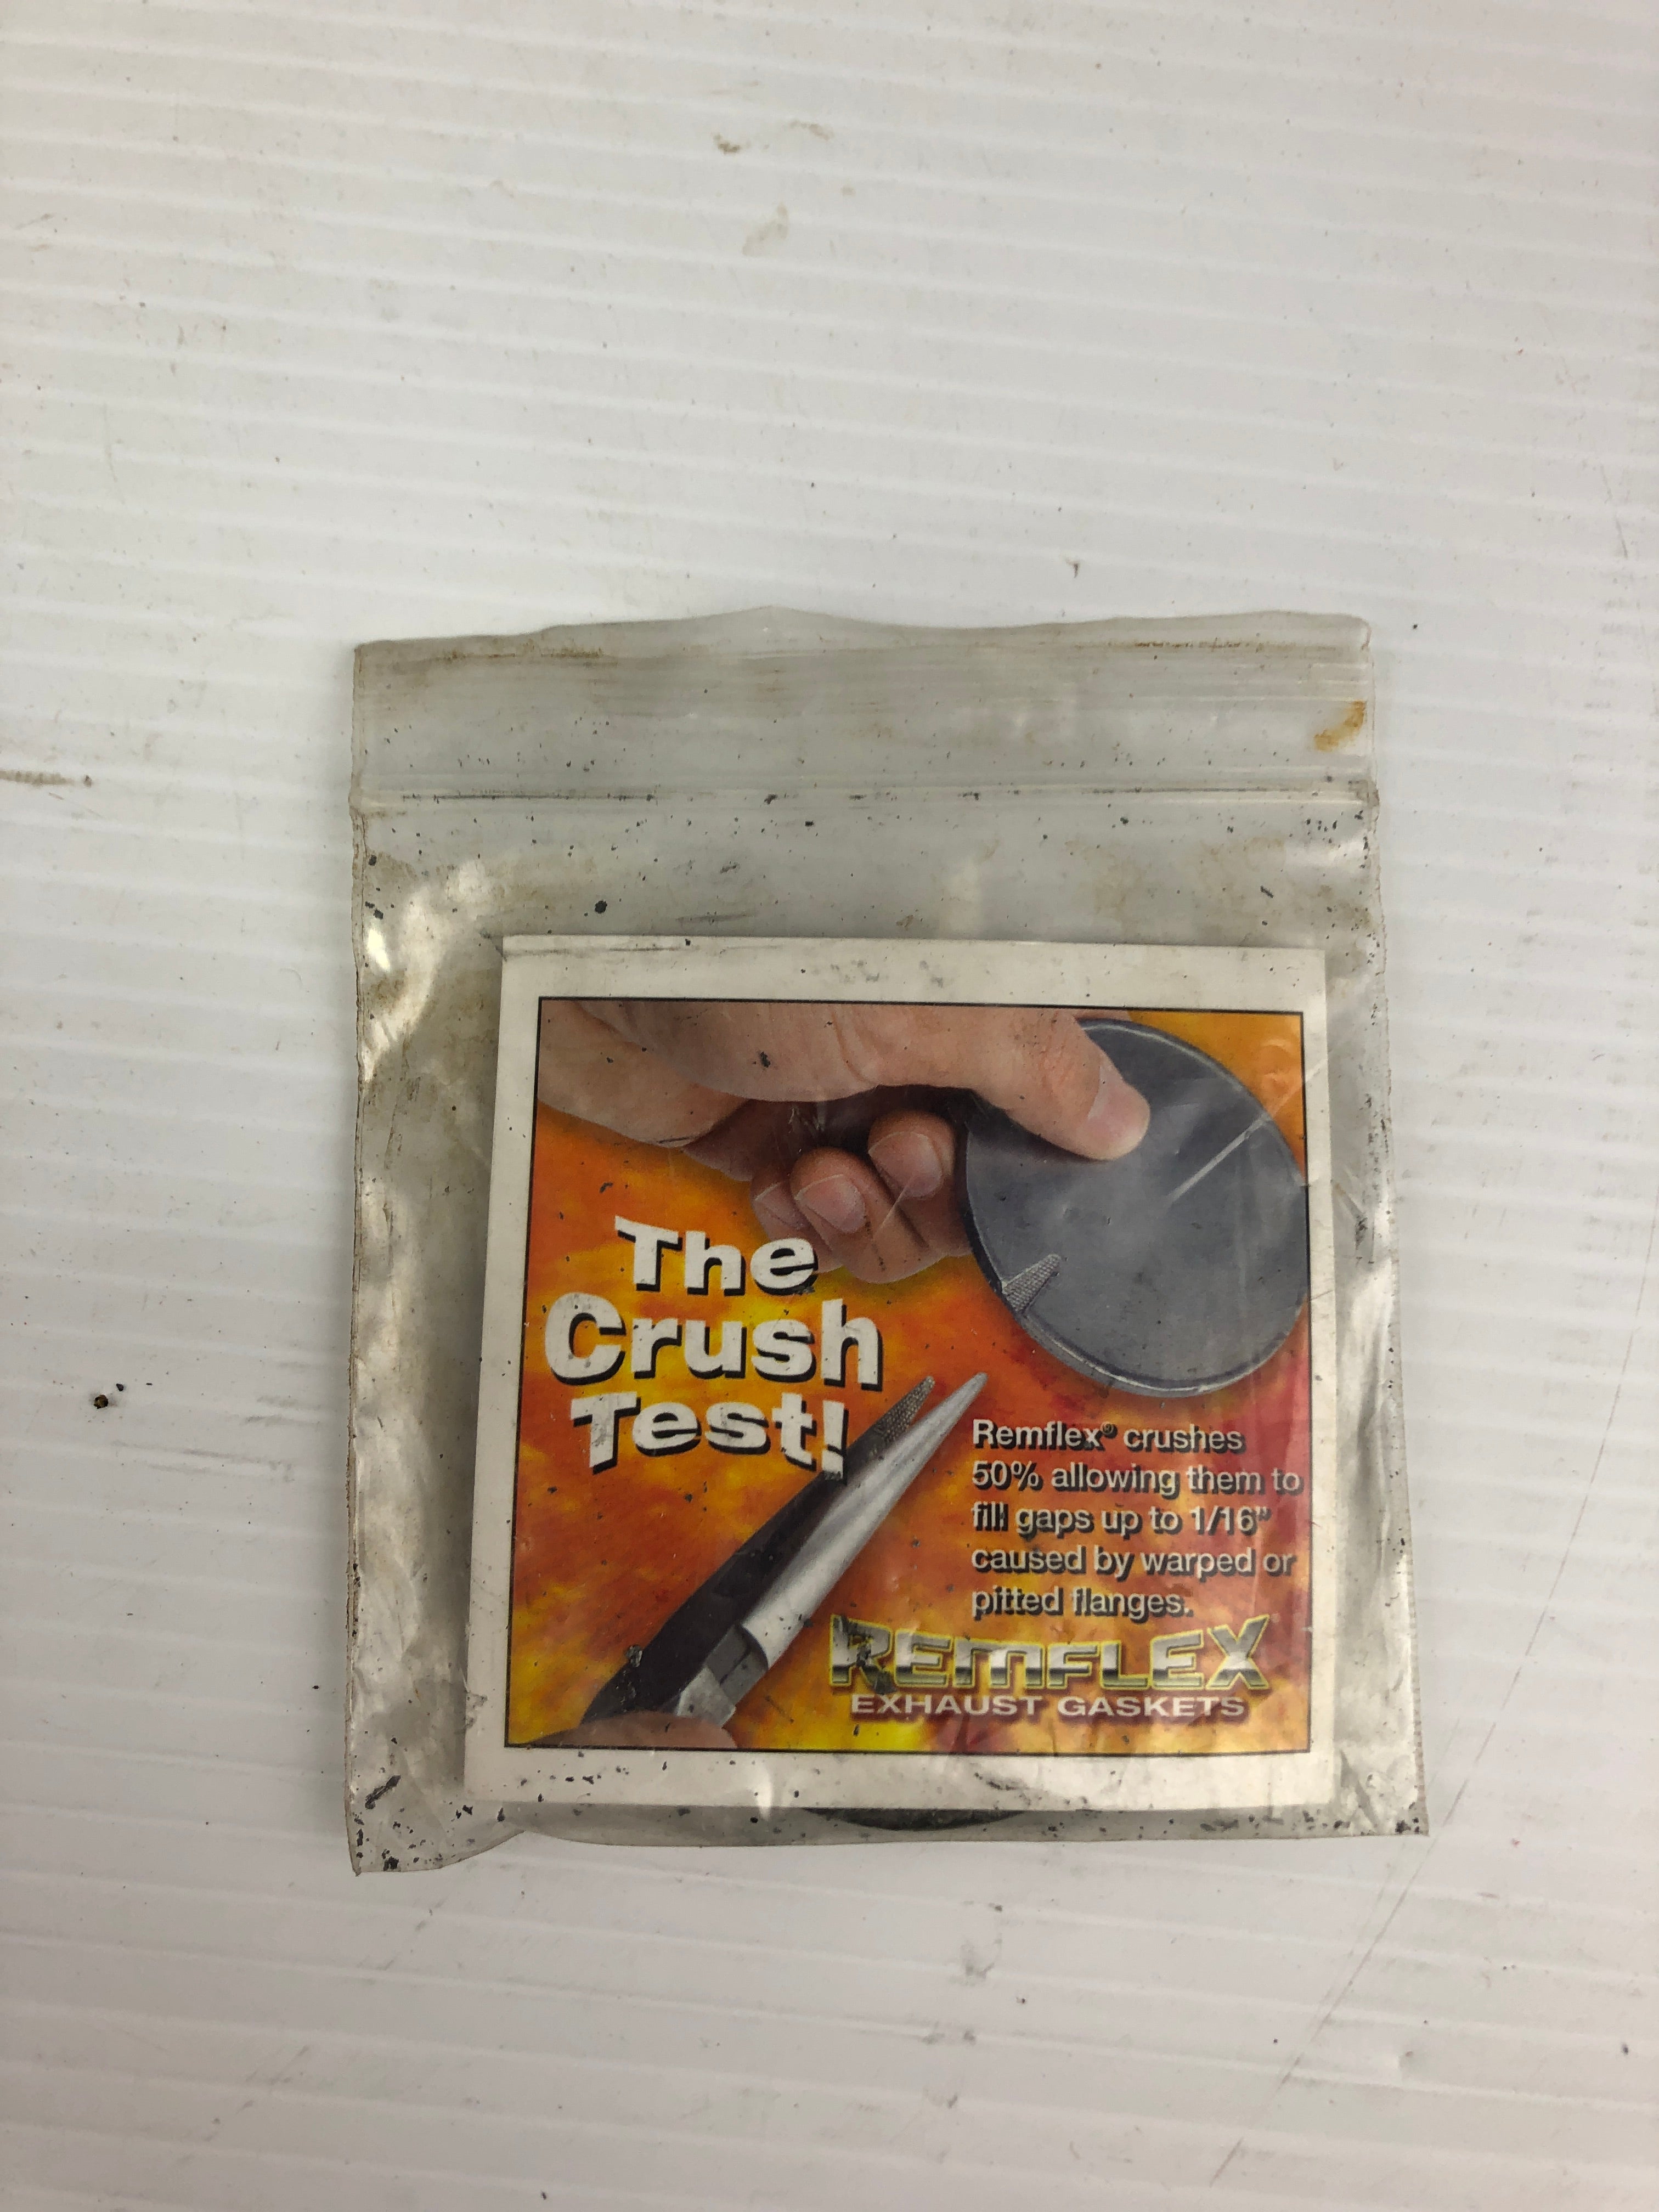 The
Crush
Test!
Remflex® crushes
50% allowing them to
fill gaps up to 1/16"
caused by warped or
pitted flanges.
REMFLEX®
EXHAUST GASKETS